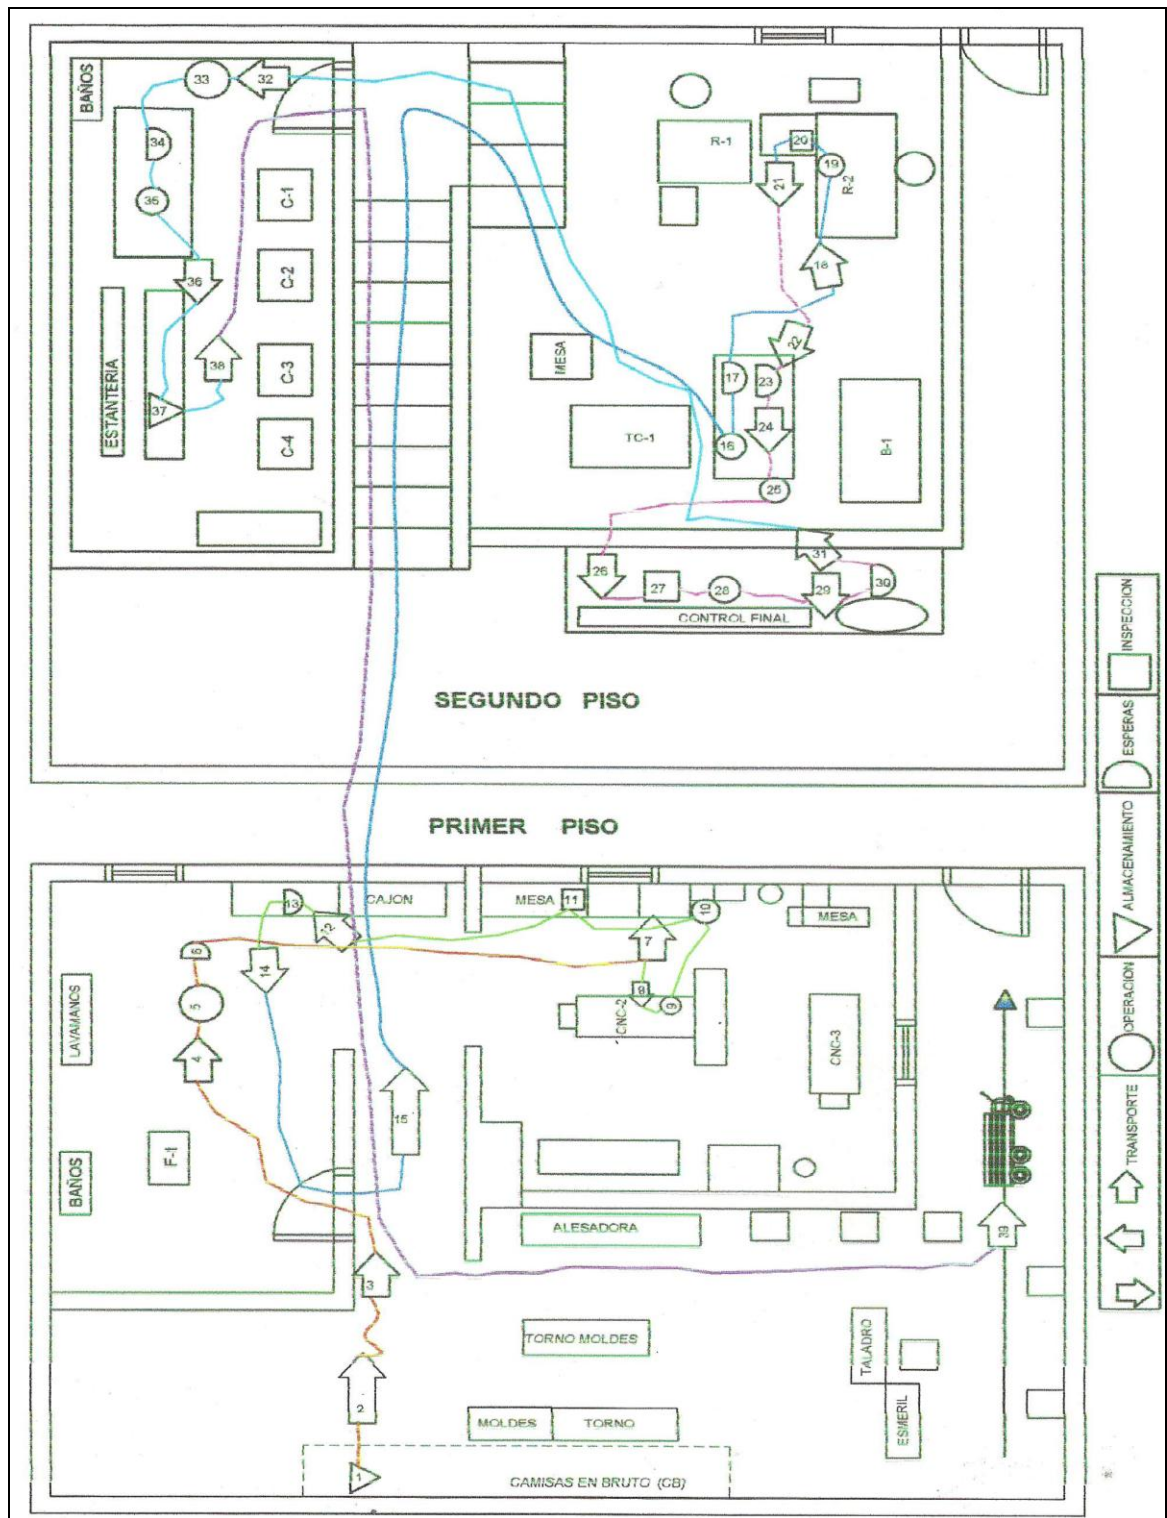 BAÑOS
33
32
34
35
36
38
37
ESTANTERIA
C-1
C-2
C-3
C-4
R-1
R-2
20
19
21
18
22
MESA
17
23
24
16
25
TC-1
B-1
31
26
27
28
29
30
CONTROL FINAL
SEGUNDO PISO
PRIMER PISO
CAJON
MESA
MESA
13
12
11
10
7
6
14
5
4
8
9
CNC-2
CNC-3
LAVAMANOS
BAÑOS
F-1
15
3
2
1
ALESADORA
39
TORNO MOLDES
MOLDES
TORNO
TALADRO
ESMERIL
CAMISAS EN BRUTO (CB)
INSPECCION
ESPERAS
ALMACENAMIENTO
OPERACION
TRANSPORTE